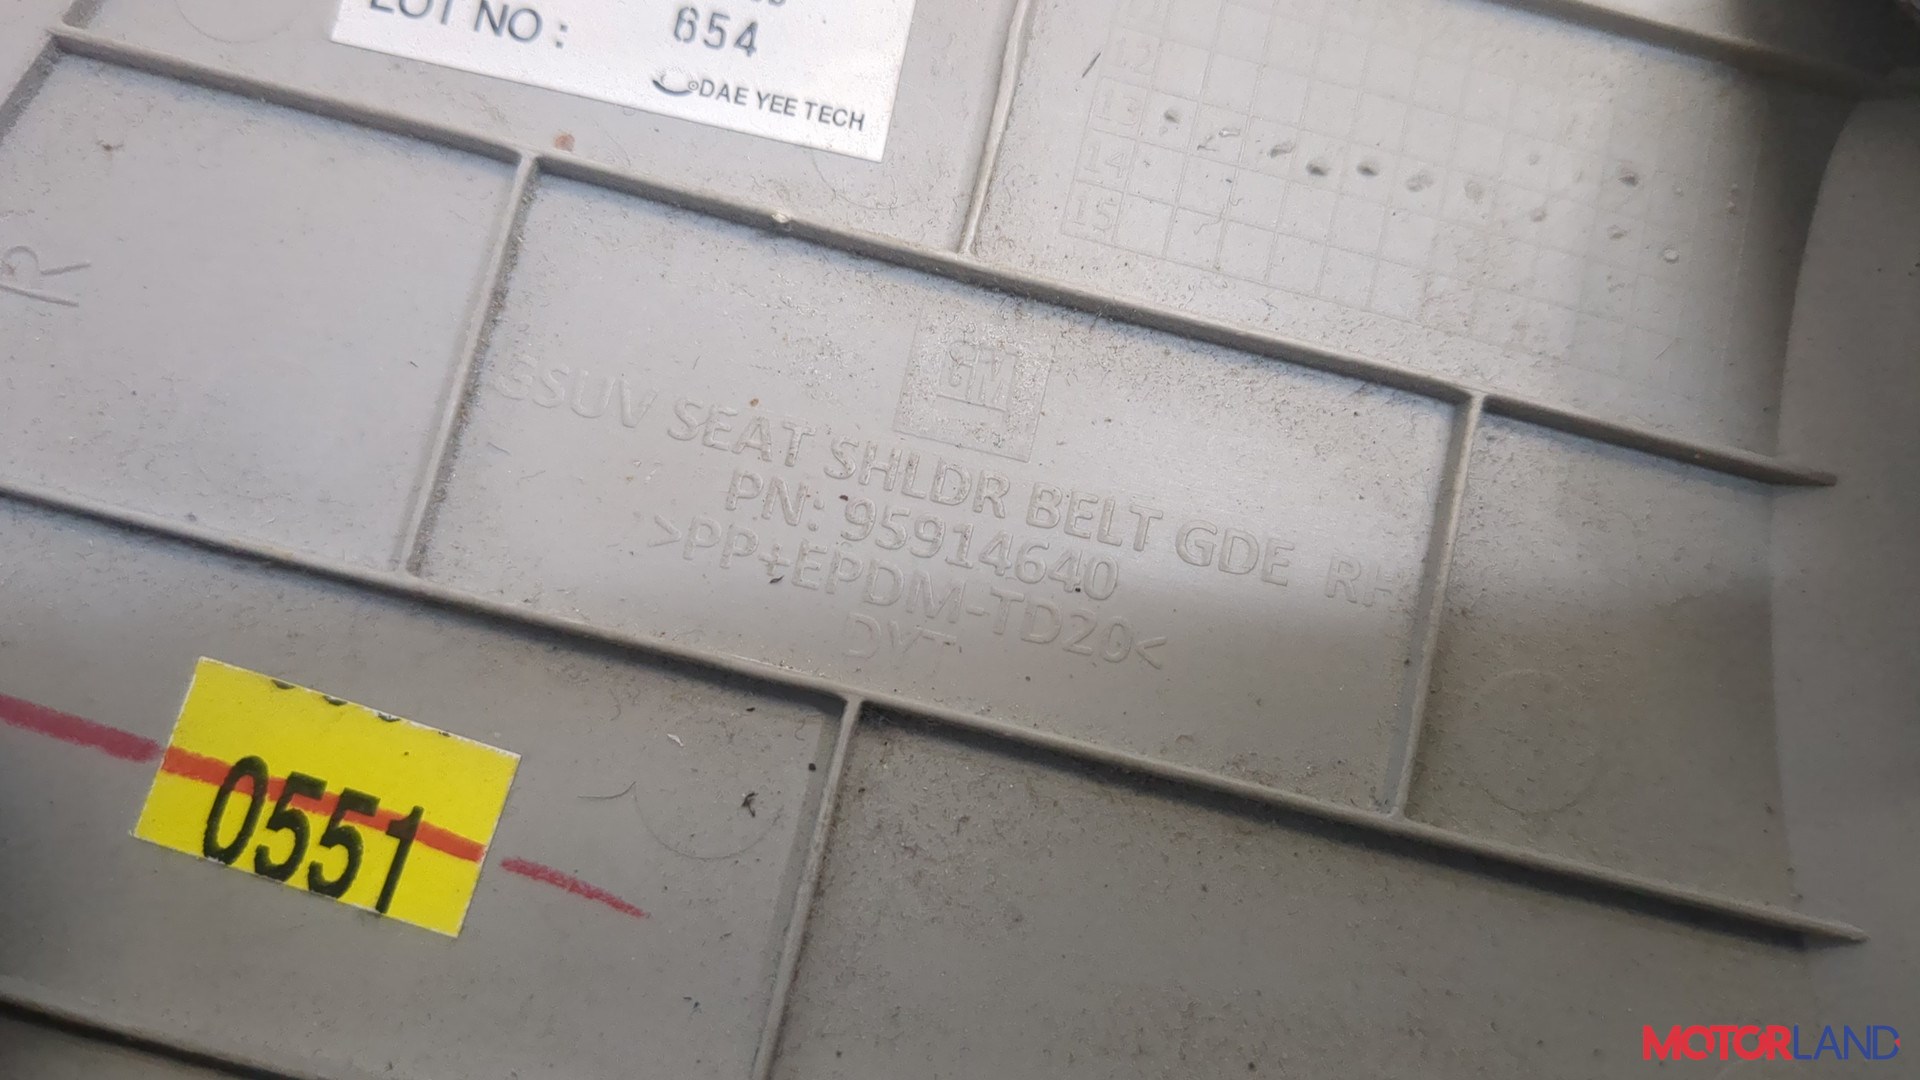 LOT NO : 654
©DAE YEE TECH
12
13
14
15
R
GM
GSUV SEAT SHLDR BELT GDE RH
PN: 95914640
>PP+EPDM-TD20<
DYT
0551
MOTORLAND